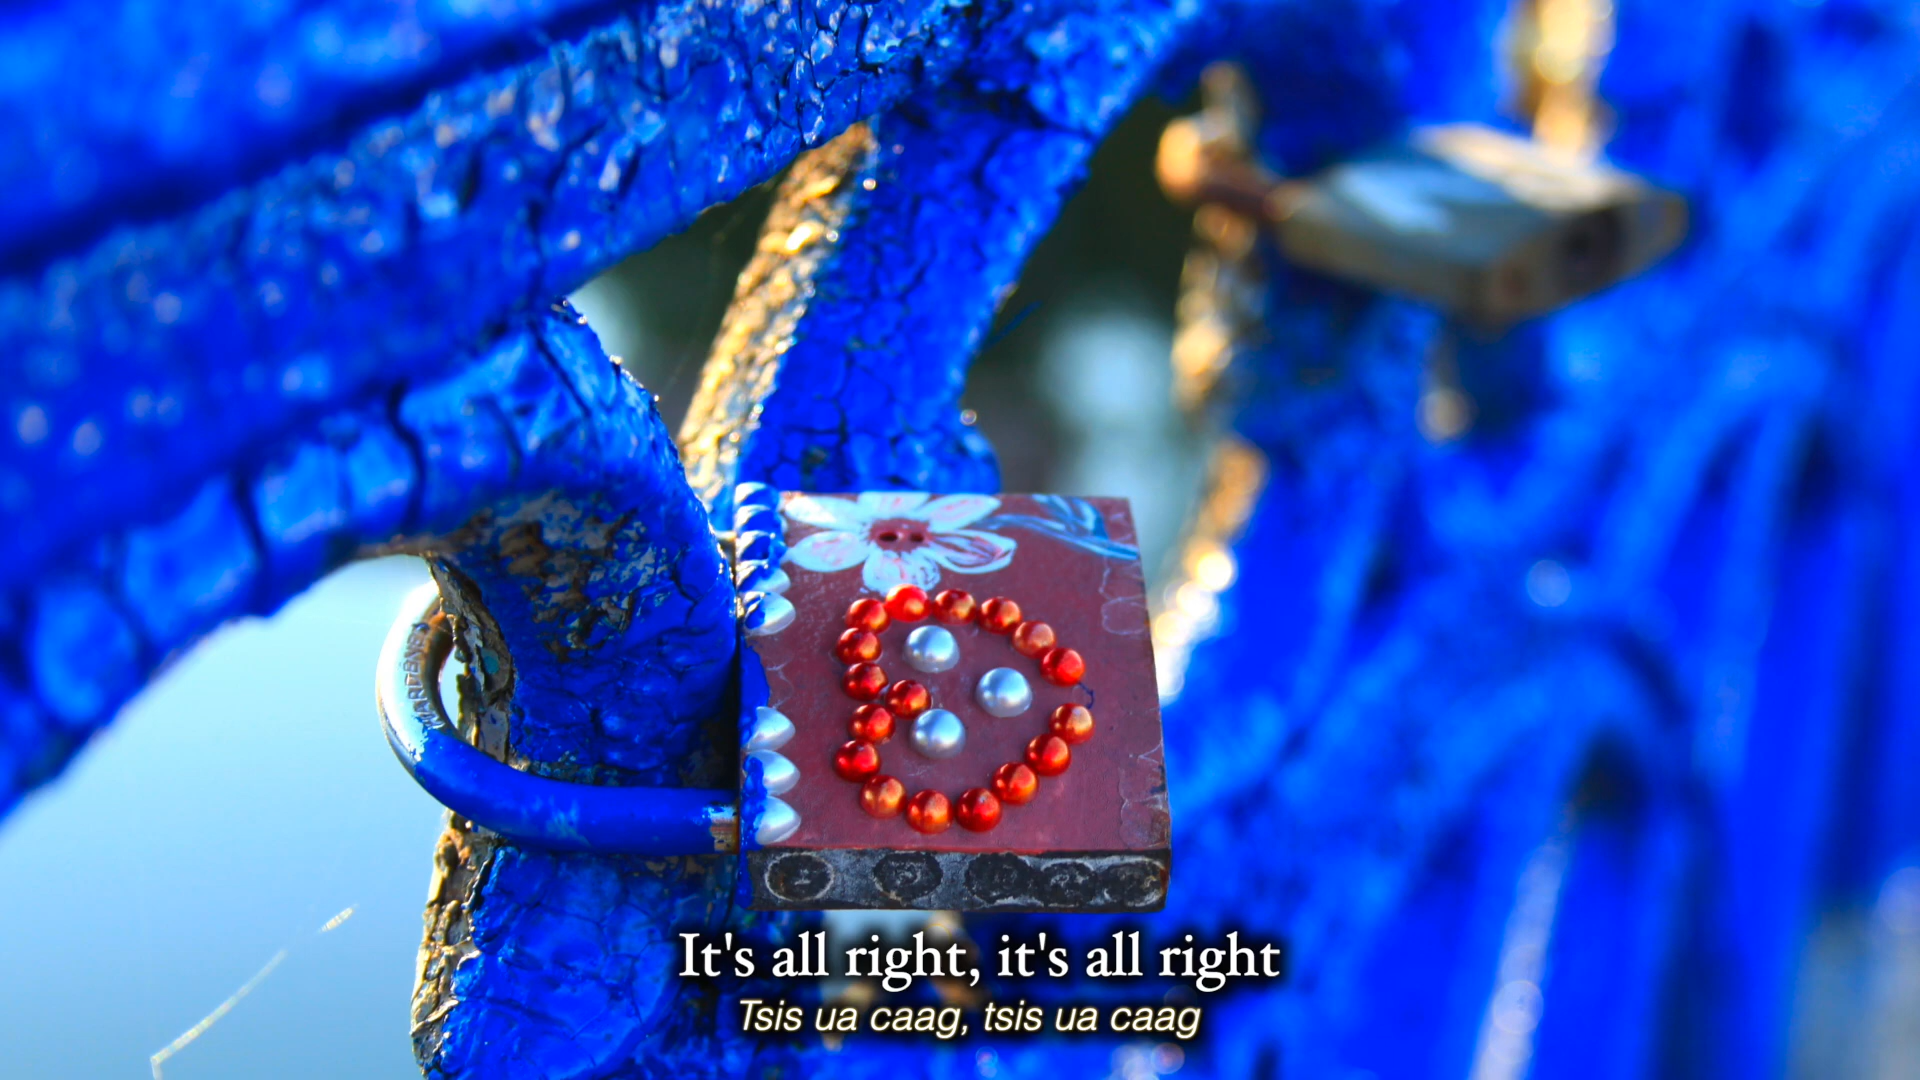 It's all right, it's all right
Tsis ua caag, tsis ua caag